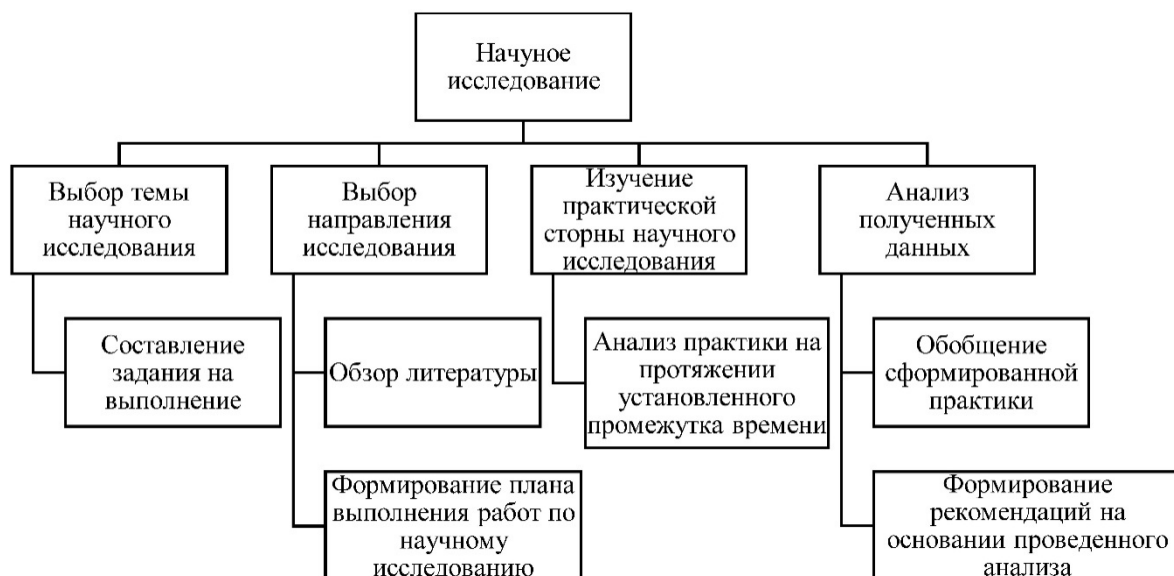 Начуное
исследование
Выбор темы
научного
исследования
Составление
задания на
выполнение
Выбор
направления
исследования
Обзор литературы
Формирование плана
выполнения работ по
научному
исследованию
Изучение
практической
сторны научного
исследования
Анализ практики на
протяжении
установленного
промежутка времени
Анализ
полученных
данных
Обобщение
сформированной
практики
Формирование
рекомендаций на
основании проведенного
анализа